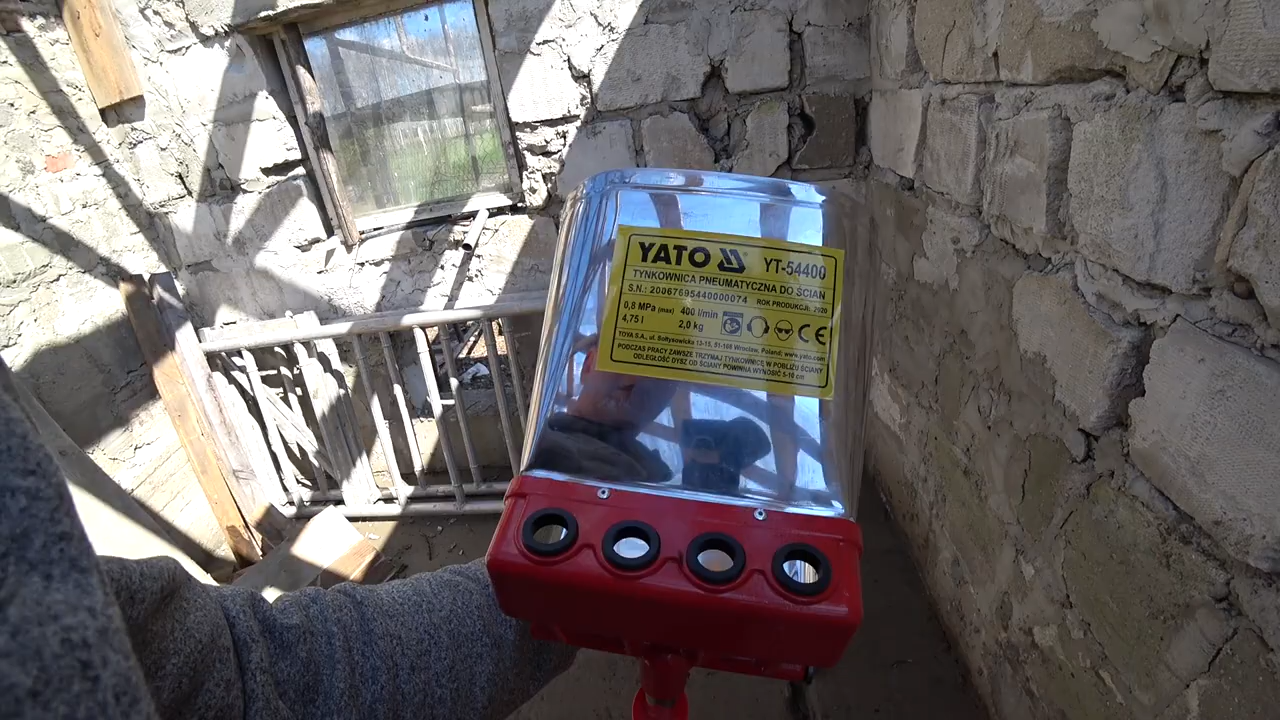 YATO YT-54400
TYNKOWNICA PNEUMATYCZNA DO ŚCIAN
S.N.: 20067695440000074 ROK PRODUKCJI: 2020
0,8 MPa (max) 400 l/min
4,75 l 2,0 kg CE
TOYA S.A., ul. Sołtysowicka 13-15, 51-168 Wrocław, Poland; www.yato.com
PODCZAS PRACY ZAWSZE TRZYMAJ TYNKOWNICĘ W POBLIŻU ŚCIANY
ODLEGŁOŚĆ DYSZ OD ŚCIANY POWINNA WYNOSIĆ 5-10 cm